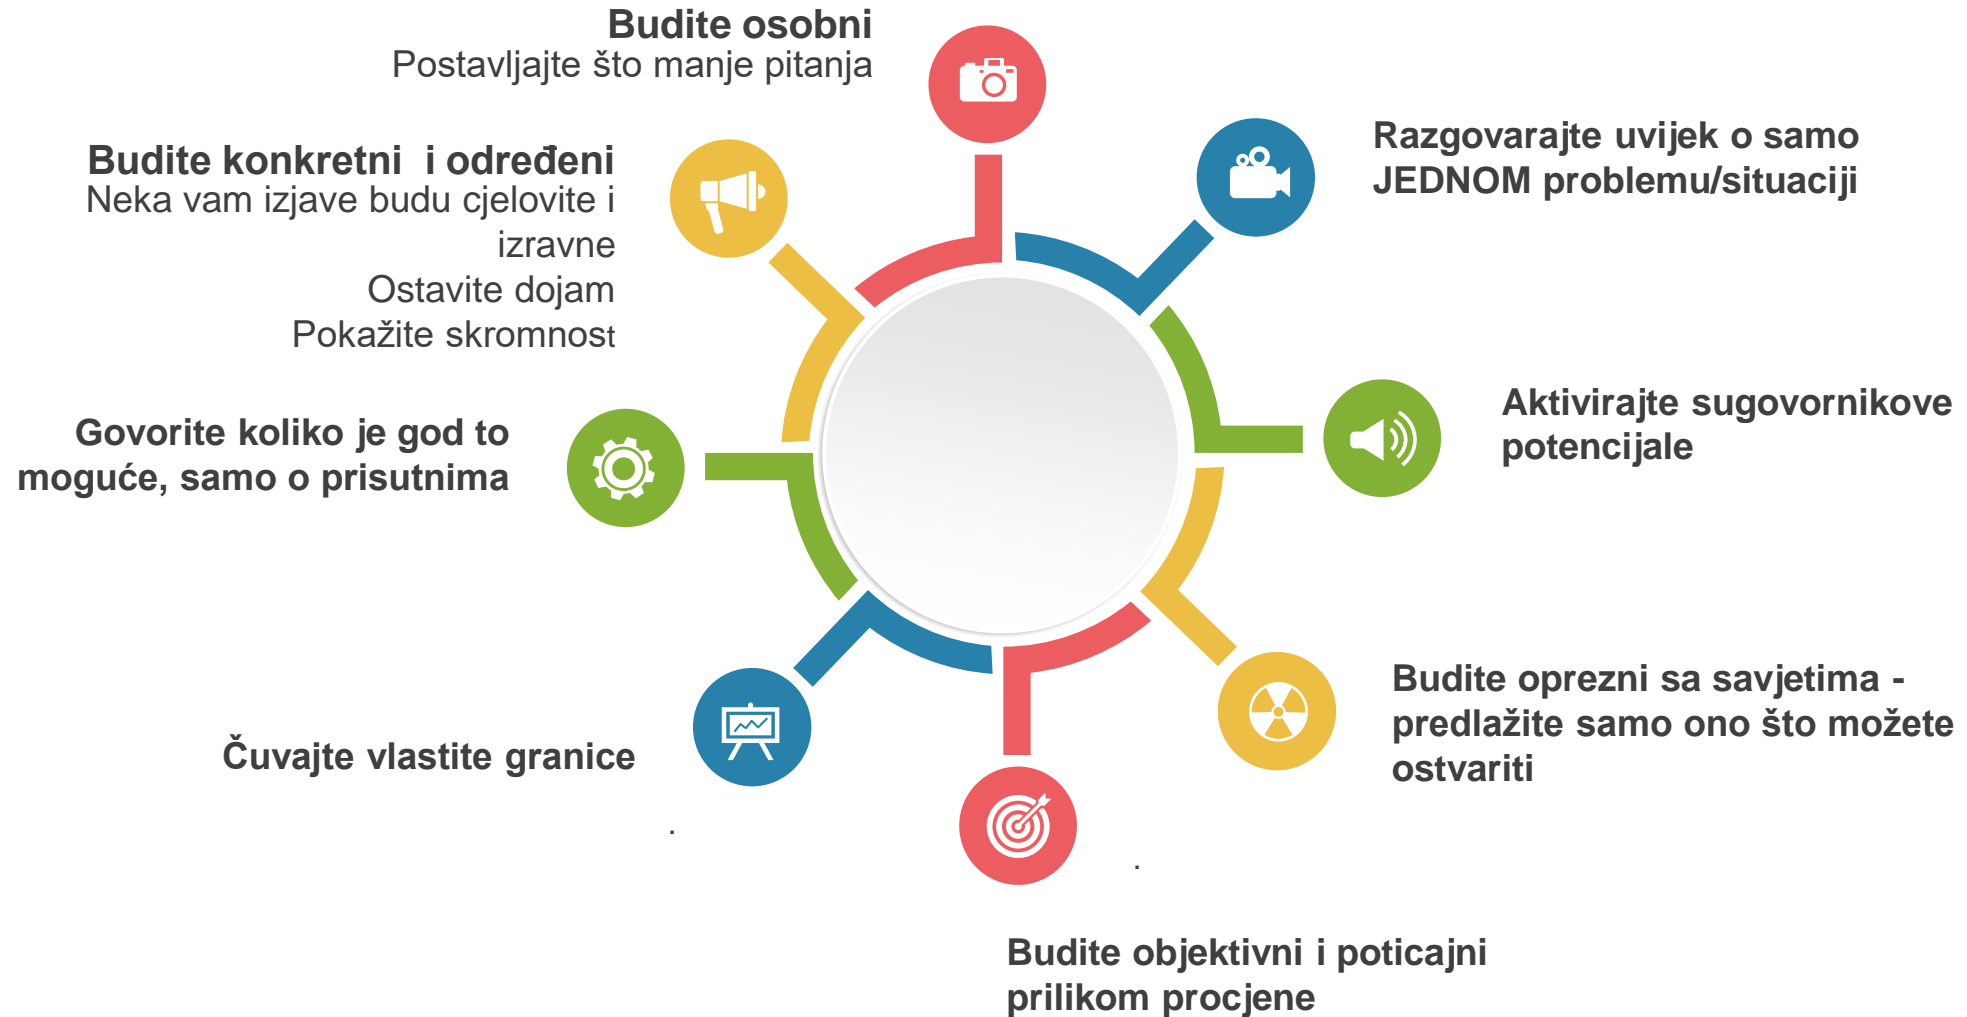 Budite osobni
Postavljajte što manje pitanja
Budite konkretni  i određeni
Neka vam izjave budu cjelovite i
izravne
Ostavite dojam
Pokažite skromnost
Govorite koliko je god to
moguće, samo o prisutnima
Čuvajte vlastite granice
.
Razgovarajte uvijek o samo
JEDNOM problemu/situaciji
Aktivirajte sugovornikove
potencijale
Budite oprezni sa savjetima -
predlažite samo ono što možete
ostvariti
.
Budite objektivni i poticajni
prilikom procjene